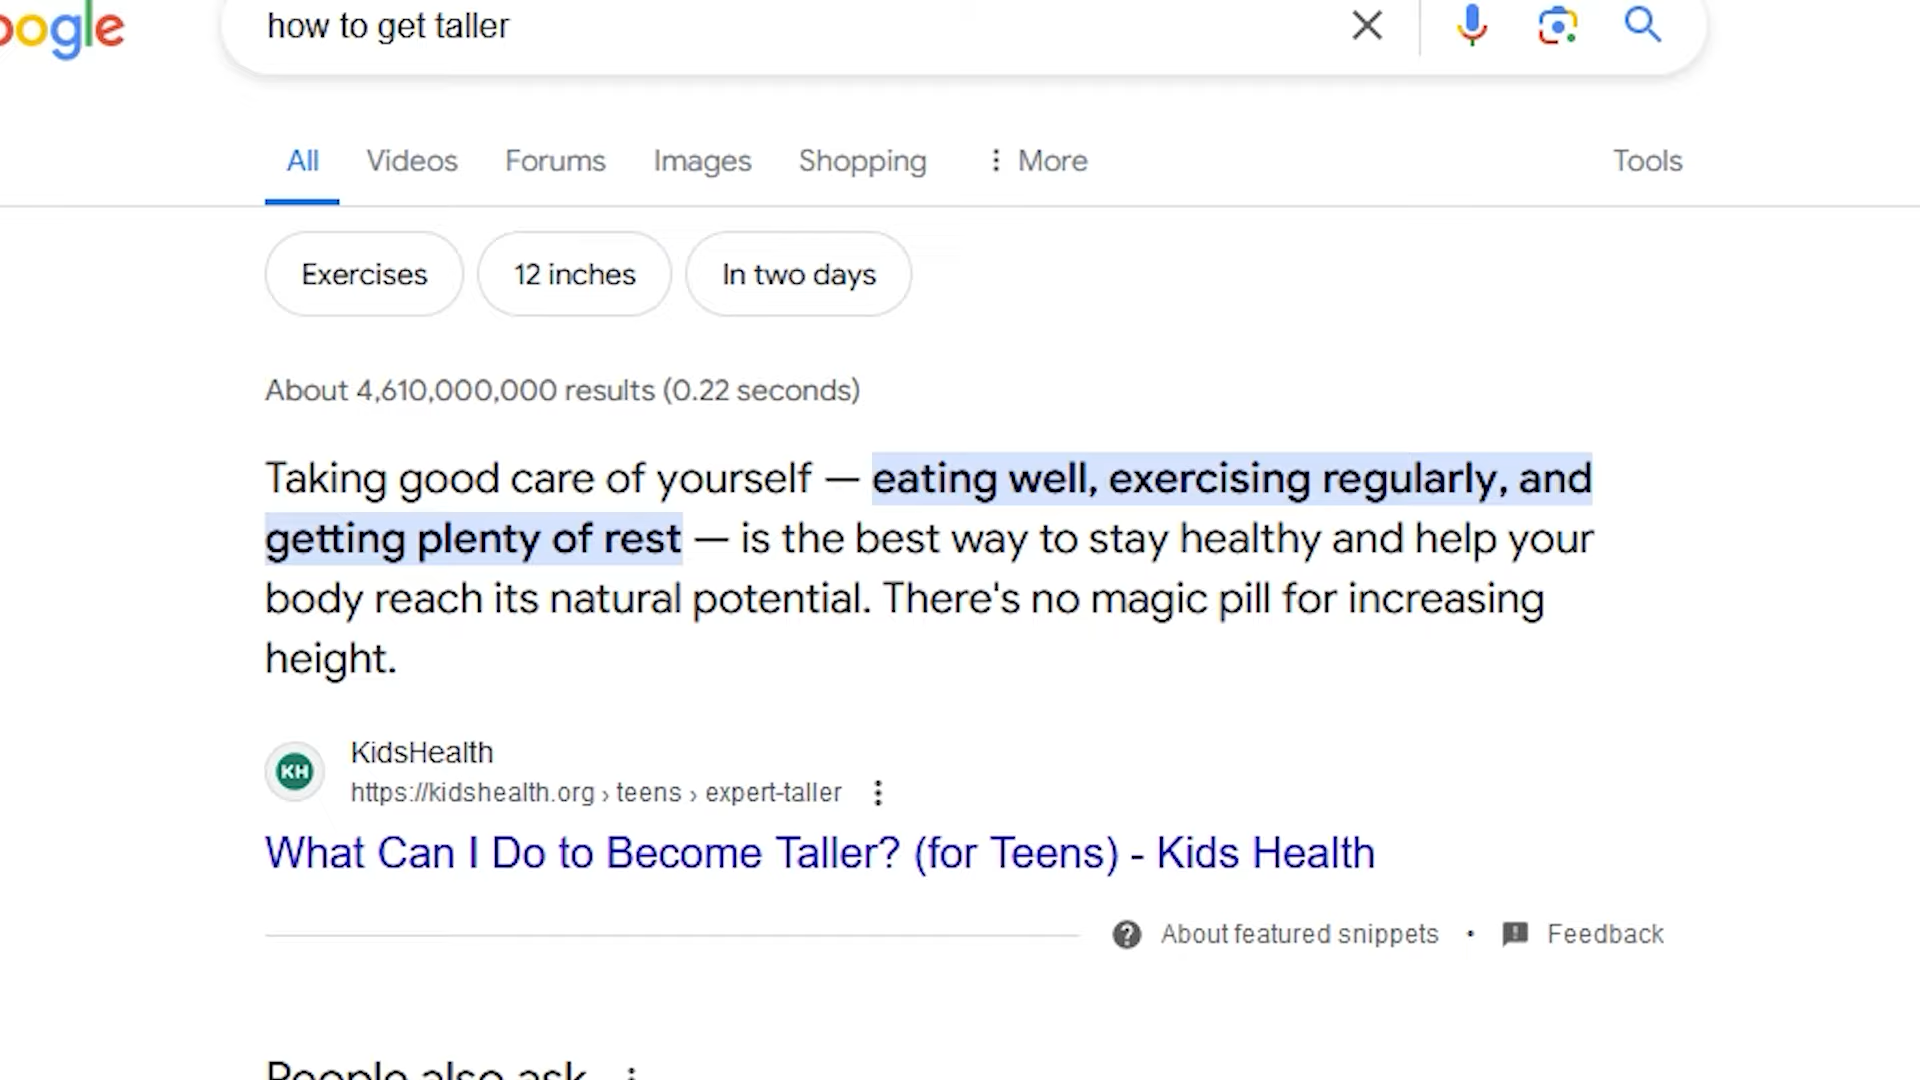 oogle
how to get taller
All Videos Forums Images Shopping More Tools
Exercises 12 inches In two days
About 4,610,000,000 results (0.22 seconds)
Taking good care of yourself — eating well, exercising regularly, and
getting plenty of rest — is the best way to stay healthy and help your
body reach its natural potential. There's no magic pill for increasing
height.
KH KidsHealth
https://kidshealth.org › teens › expert-taller
What Can I Do to Become Taller? (for Teens) - Kids Health
About featured snippets • Feedback
People also ask